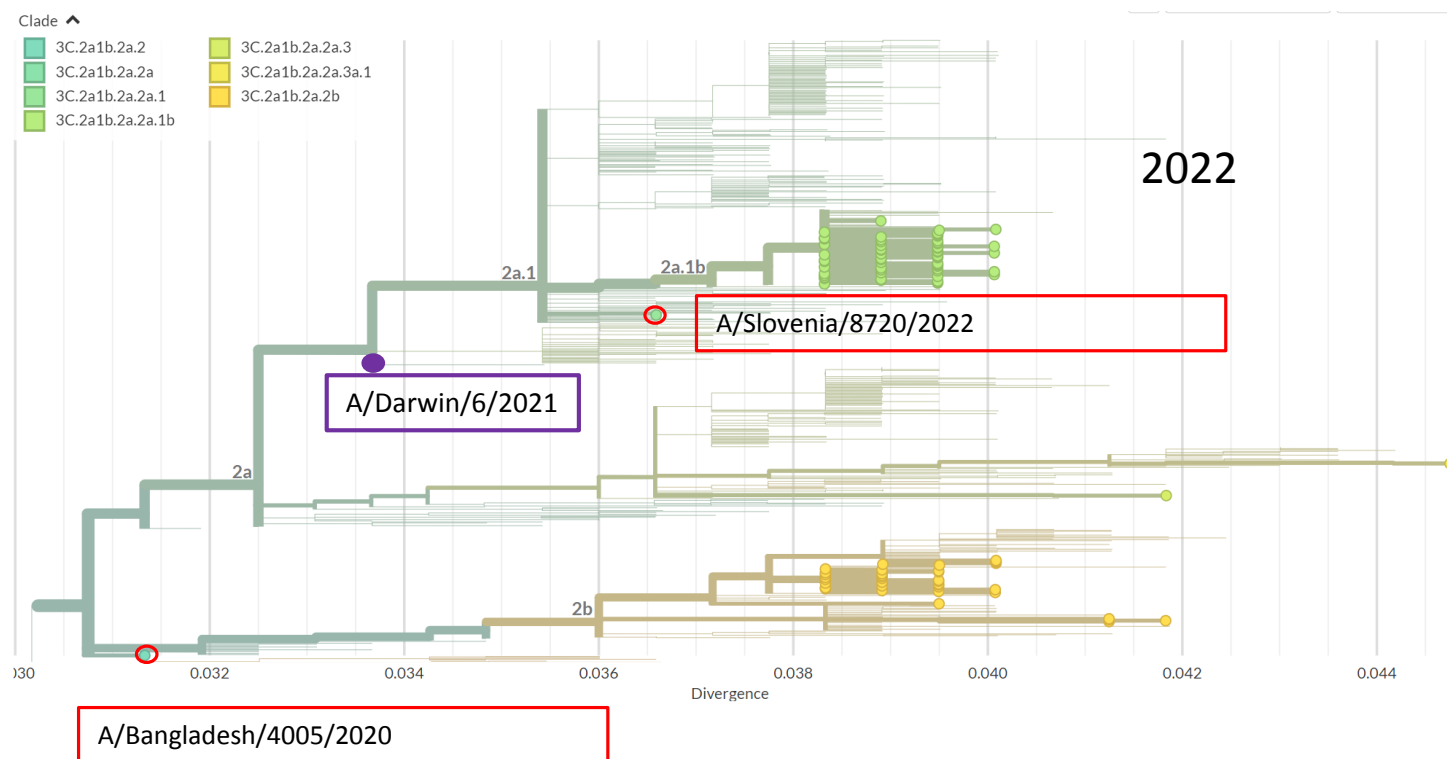 Clade
3C.2a1b.2a.2
3C.2a1b.2a.2a
3C.2a1b.2a.2a.1
3C.2a1b.2a.2a.1b
3C.2a1b.2a.2a.3
3C.2a1b.2a.2a.3a.1
3C.2a1b.2a.2b
2022
2a.1
2a.1b
A/Slovenia/8720/2022
A/Darwin/6/2021
2a
2b
)30
0.032
0.034
0.036
0.038
0.040
0.042
0.044
Divergence
A/Bangladesh/4005/2020